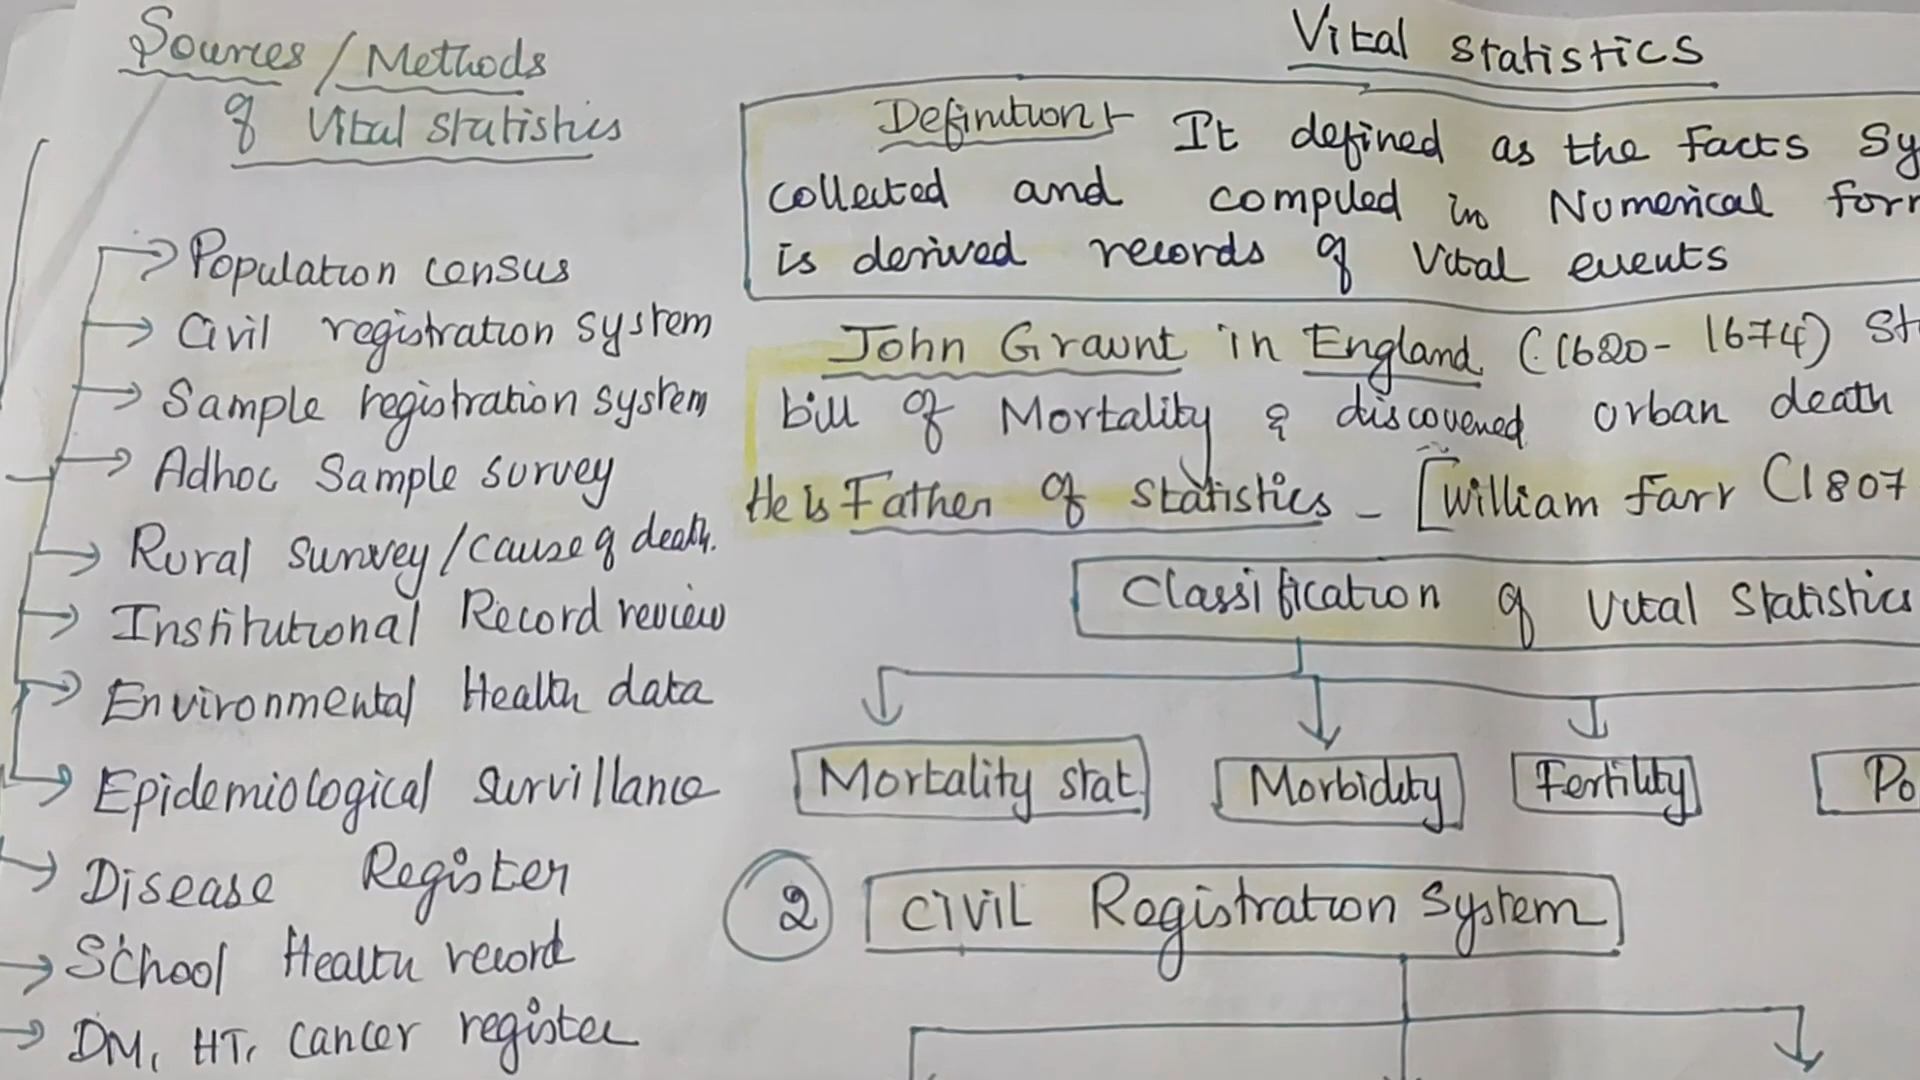 Sources / Methods
of Vital statistics
Population census
Civil registration system
Sample registration system
Adhoc Sample survey
Rural Survey / cause of death.
Institutional Record review
Environmental Health data
Epidemiological survillance
Disease Register
School Health record
DM, HT, cancer register
Vital statistics
Definition :- It defined as the facts Sy
collected and compiled in Numerical for
is derived records of Vital events
John Graunt in England (1620-1674) St
bill of Mortality & discovered urban death
He is Father of Statistics - [William Farr (1807
Classification of Vital Statistics
Mortality stat. Morbidity Fertility Po
2 Civil Registration System